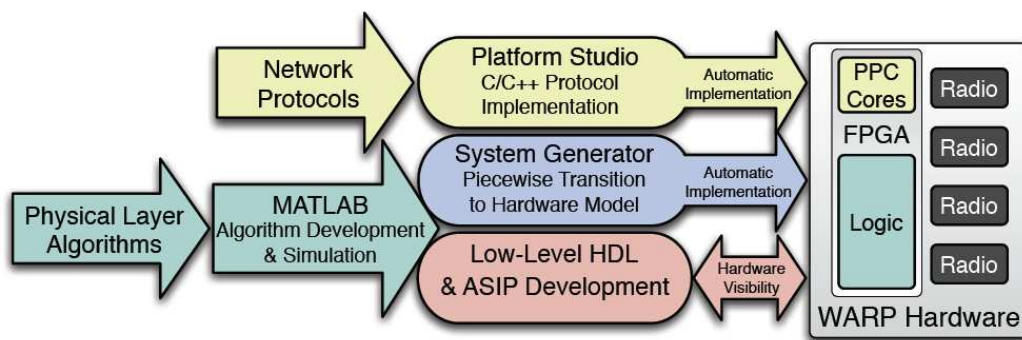 Network
Protocols
Platform Studio
C/C++ Protocol
Implementation
Automatic
Implementation
Physical Layer
Algorithms
MATLAB
Algorithm Development
& Simulation
System Generator
Piecewise Transition
to Hardware Model
Automatic
Implementation
Low-Level HDL
& ASIP Development
Hardware
Visibility
PPC
Cores
FPGA
Logic
Radio
Radio
Radio
Radio
WARP Hardware